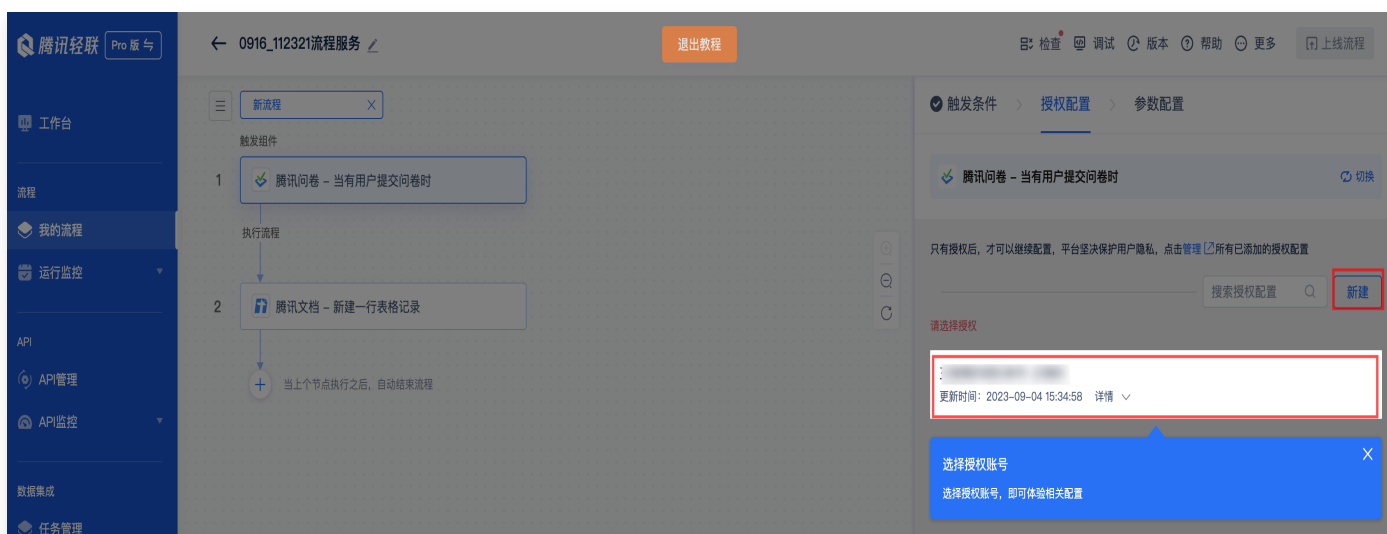 腾讯轻联 Pro 版
0916_112321流程服务
退出教程
检查 调试 版本 帮助 更多 上线流程
工作台
流程
我的流程
运行监控
API
API管理
API监控
数据集成
任务管理
新流程 X
触发组件
1 腾讯问卷 – 当有用户提交问卷时
执行流程
2 腾讯文档 – 新建一行表格记录
+ 当上个节点执行之后，自动结束流程
触发条件 > 授权配置 > 参数配置
腾讯问卷 – 当有用户提交问卷时 切换
只有授权后，才可以继续配置，平台坚决保护用户隐私，点击管理所有已添加的授权配置
搜索授权配置 新建
请选择授权
更新时间：2023–09–04 15:34:58 详情
选择授权账号 X
选择授权账号，即可体验相关配置